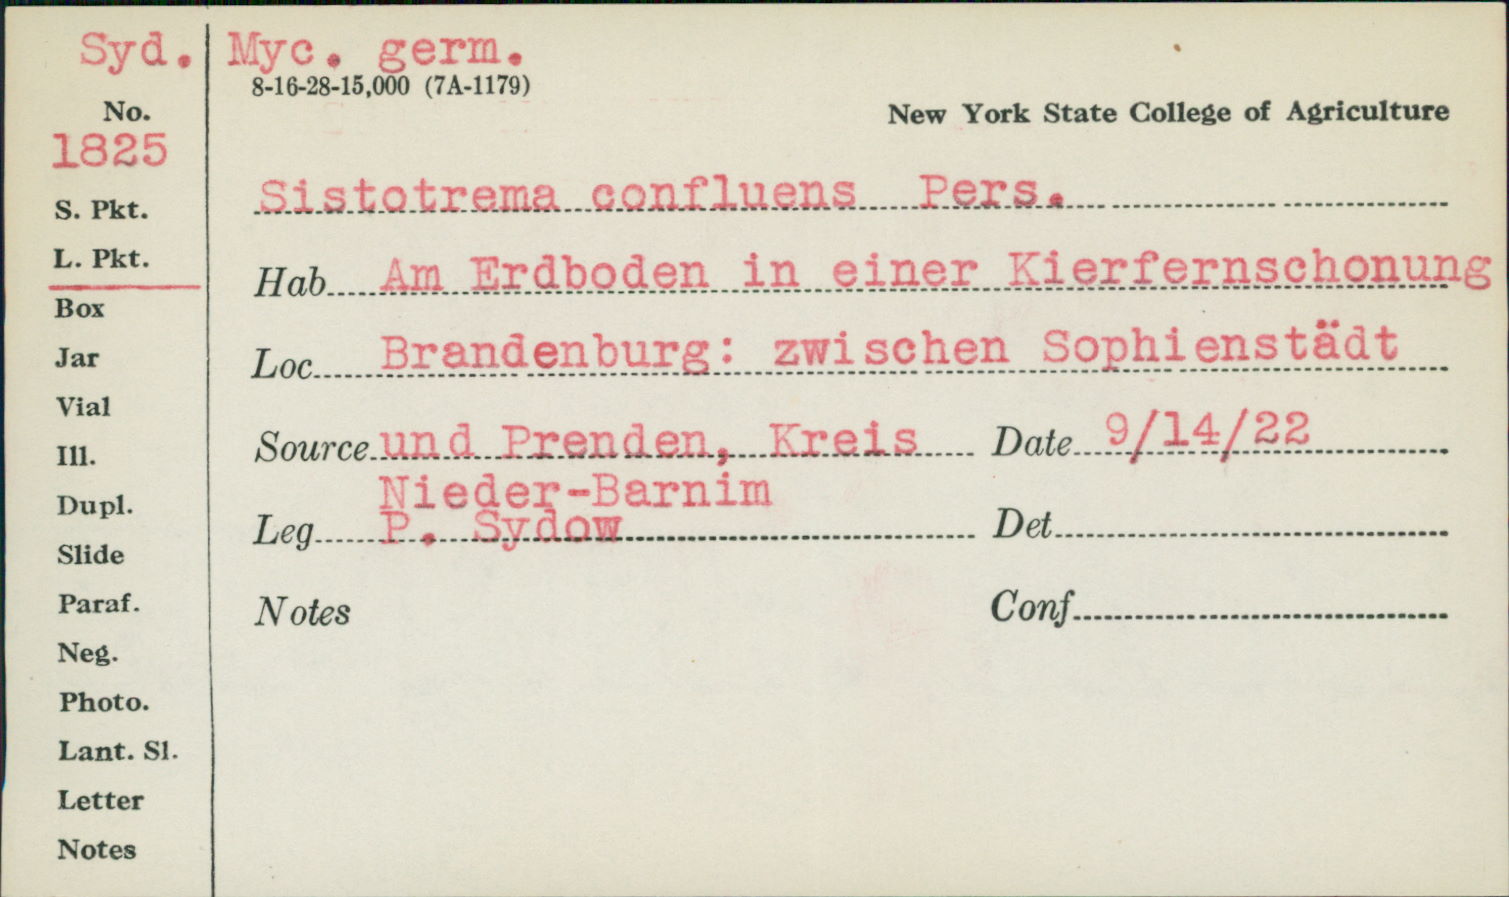 Syd. Myc. germ.
8-16-28-15,000 (7A-1179)
No.
New York State College of Agriculture
1825
Sistotrema confluens Pers.
S. Pkt.
L. Pkt.
Hab. Am Erdboden in einer Kierfernschonung
Box
Jar
Loc. Brandenburg: zwischen Sophienstädt
Vial
Source und Prenden, Kreis Date 9/14/22
Ill.
Nieder-Barnim
Dupl.
Leg. P. Sydow Det.
Slide
Paraf.
Notes Conf.
Neg.
Photo.
Lant. Sl.
Letter
Notes